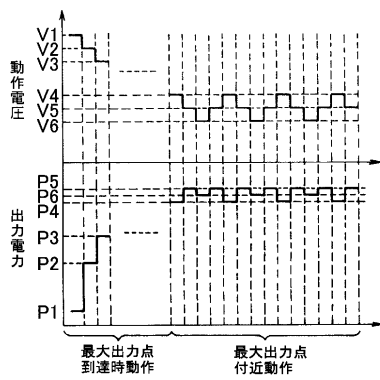 動作電圧
V1
V2
V3
V4
V5
V6
出力電力
P5
P6
P4
P3
P2
P1
最大出力点
到達時動作
最大出力点
付近動作